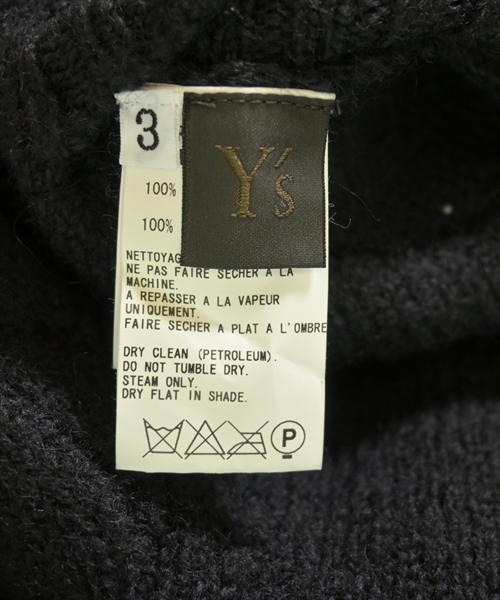 3
Y's
100%
100%
NE PAS FAIRE SECHER A LA
MACHINE.
A REPASSER A LA VAPEUR
UNIQUEMENT.
FAIRE SECHER A PLAT A L'OMBRE
DRY CLEAN (PETROLEUM).
DO NOT TUMBLE DRY.
STEAM ONLY.
DRY FLAT IN SHADE.
P